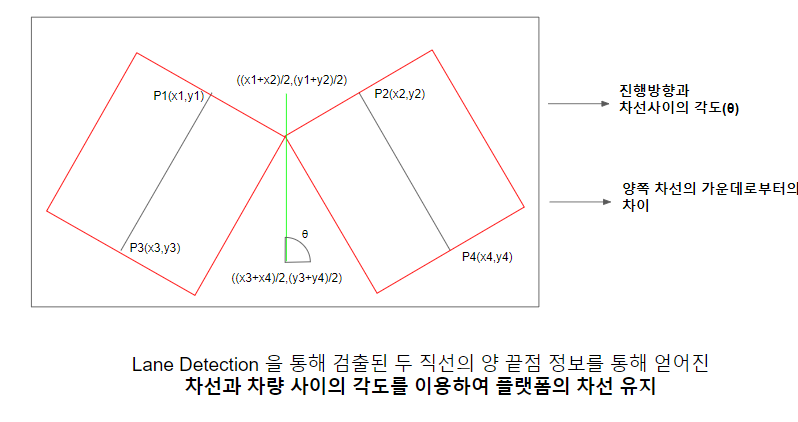 ((x1+x2)/2,(y1+y2)/2)
P1(x1,y1)
P2(x2,y2)
P3(x3,y3)
P4(x4,y4)
θ
((x3+x4)/2,(y3+y4)/2)
진행방향과
차선사이의 각도(θ)
양쪽 차선의 가운데로부터의
차이
Lane Detection 을 통해 검출된 두 직선의 양 끝점 정보를 통해 얻어진
차선과 차량 사이의 각도를 이용하여 플랫폼의 차선 유지